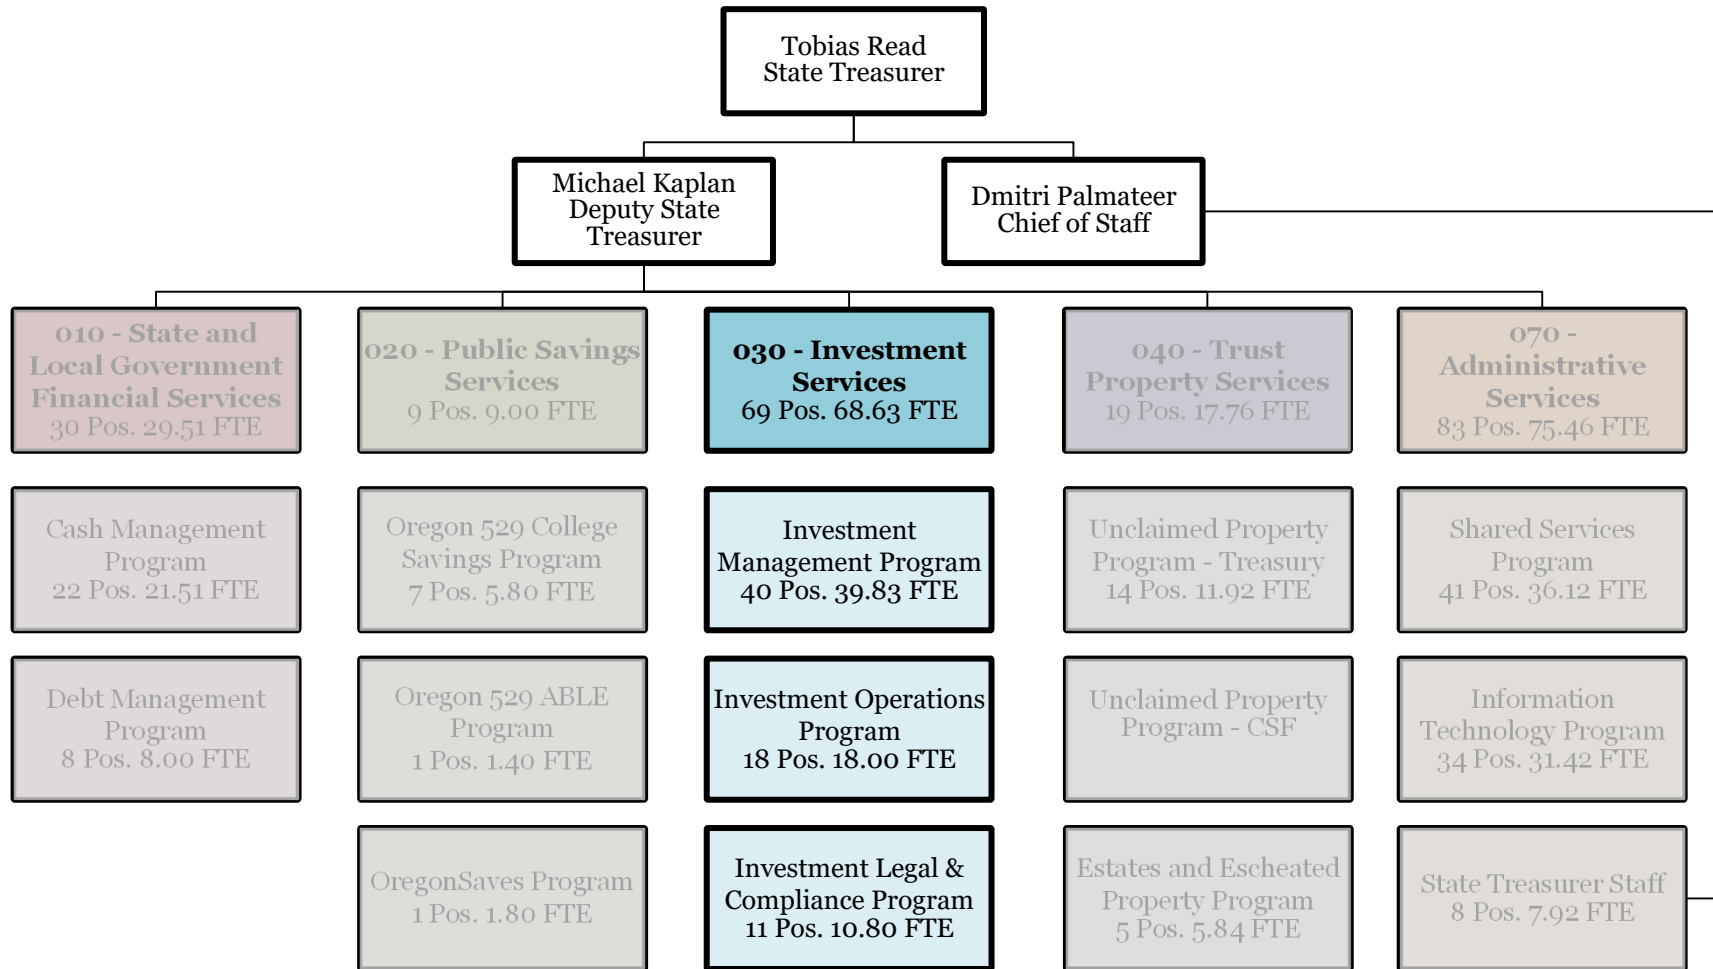 Tobias Read
State Treasurer
Michael Kaplan
Deputy State
Treasurer
Dmitri Palmateer
Chief of Staff
010 - State and
Local Government
Financial Services
30 Pos. 29.51 FTE
020 - Public Savings
Services
9 Pos. 9.00 FTE
030 - Investment
Services
69 Pos. 68.63 FTE
040 - Trust
Property Services
19 Pos. 17.76 FTE
070 -
Administrative
Services
83 Pos. 75.46 FTE
Cash Management
Program
22 Pos. 21.51 FTE
Oregon 529 College
Savings Program
7 Pos. 5.80 FTE
Investment
Management Program
40 Pos. 39.83 FTE
Unclaimed Property
Program - Treasury
14 Pos. 11.92 FTE
Shared Services
Program
41 Pos. 36.12 FTE
Debt Management
Program
8 Pos. 8.00 FTE
Oregon 529 ABLE
Program
1 Pos. 1.40 FTE
Investment Operations
Program
18 Pos. 18.00 FTE
Unclaimed Property
Program - CSF
Information
Technology Program
34 Pos. 31.42 FTE
OregonSaves Program
1 Pos. 1.80 FTE
Investment Legal &
Compliance Program
11 Pos. 10.80 FTE
Estates and Escheated
Property Program
5 Pos. 5.84 FTE
State Treasurer Staff
8 Pos. 7.92 FTE